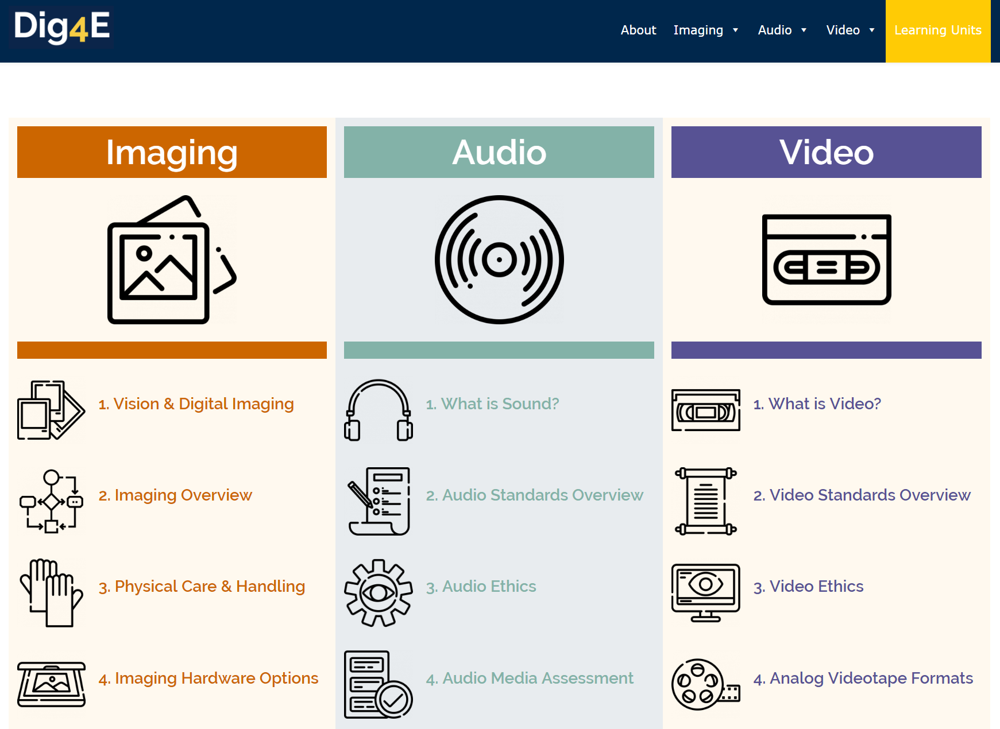 Dig4E
About Imaging Audio Video Learning Units
Imaging
Audio
Video
1. Vision & Digital Imaging
2. Imaging Overview
3. Physical Care & Handling
4. Imaging Hardware Options
1. What is Sound?
2. Audio Standards Overview
3. Audio Ethics
4. Audio Media Assessment
1. What is Video?
2. Video Standards Overview
3. Video Ethics
4. Analog Videotape Formats